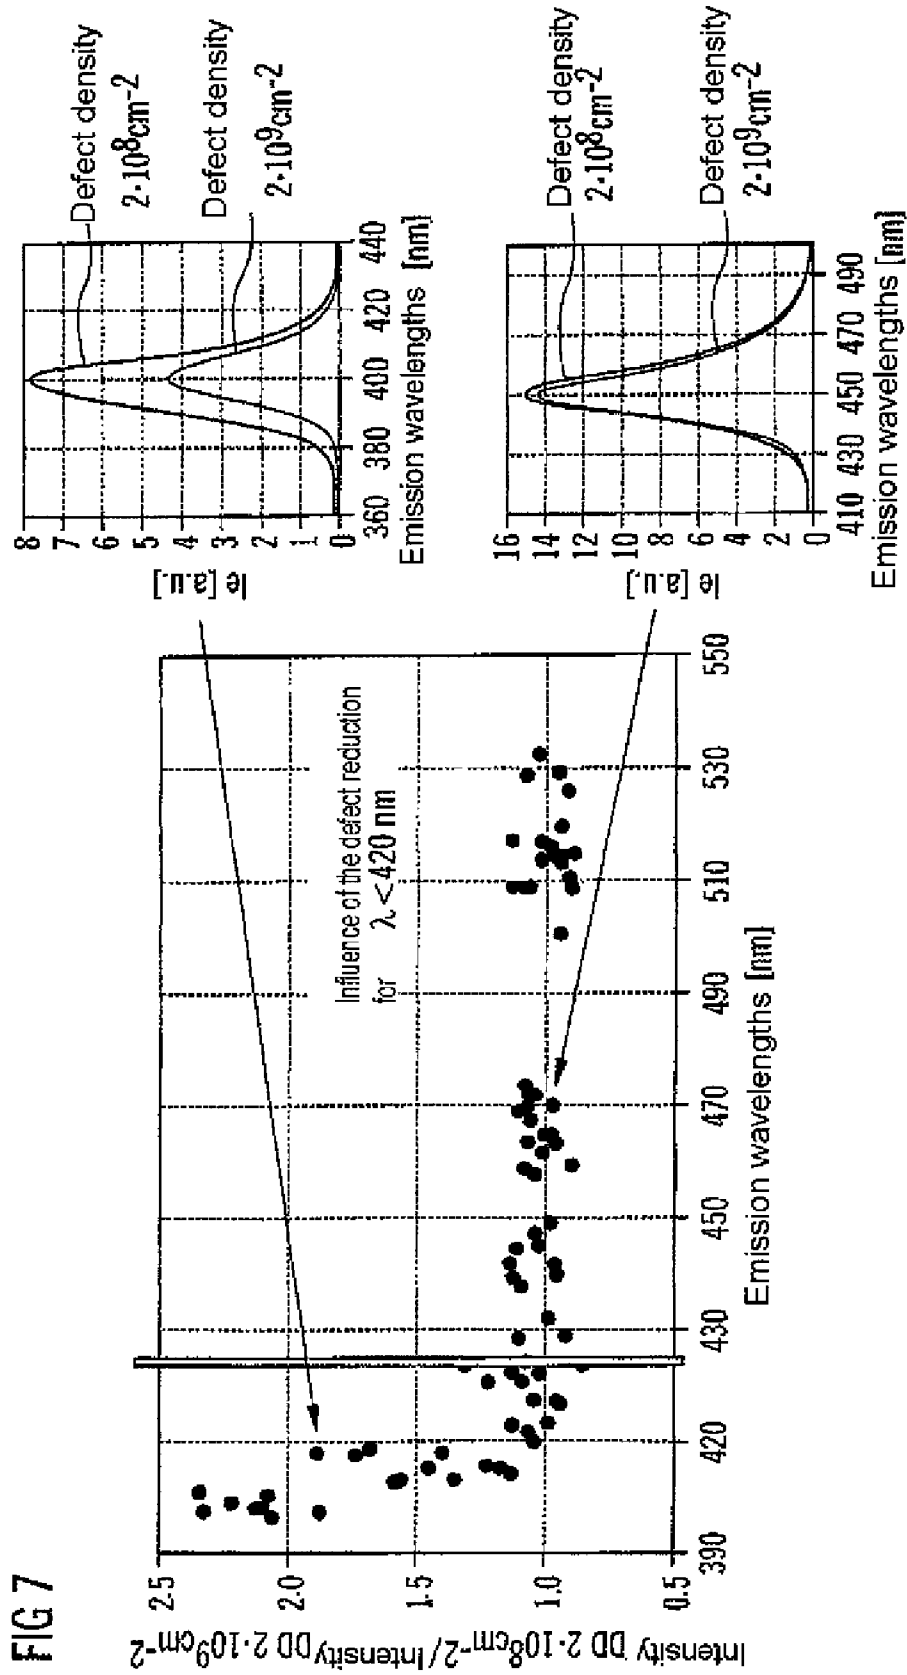 FIG 7
Intensity DD 2·10⁸cm⁻²/Intensity DD 2·10⁹cm⁻²
2.5
2.0
1.5
1.0
0.5
390
420
430
450
470
490
510
530
550
Emission wavelengths [nm]
Influence of the defect reduction
for λ <420 nm
Ie [a.u.]
8
7
6
5
4
3
2
1
0
360
380
400
420
440
Emission wavelengths [nm]
Defect density
2·10⁸cm⁻²
Defect density
2·10⁹cm⁻²
Ie [a.u.]
16
14
12
10
8
6
4
2
0
410
430
450
470
490
Emission wavelengths [nm]
Defect density
2·10⁸cm⁻²
Defect density
2·10⁹cm⁻²